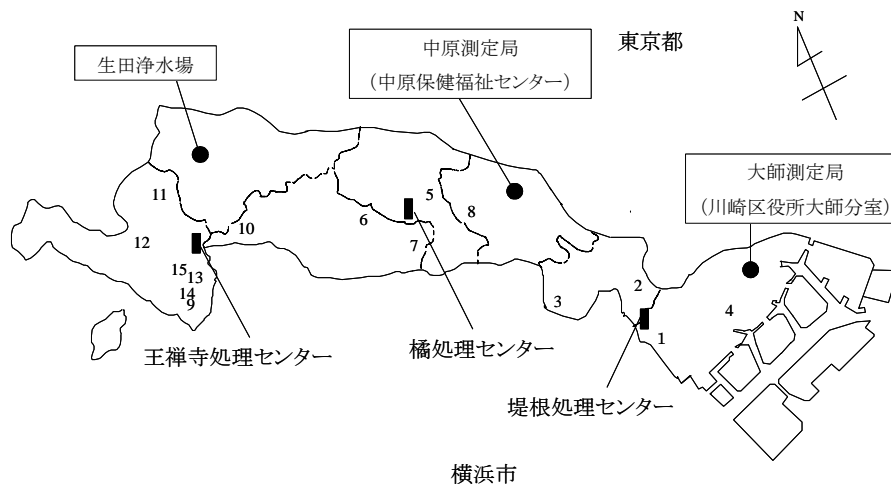 N
東京都
生田浄水場
中原測定局
（中原保健福祉センター）
大師測定局
（川崎区役所大師分室）
11
5
8
6
10
12
7
15
13
14
9
2
3
4
1
王禅寺処理センター
橘処理センター
堤根処理センター
横浜市